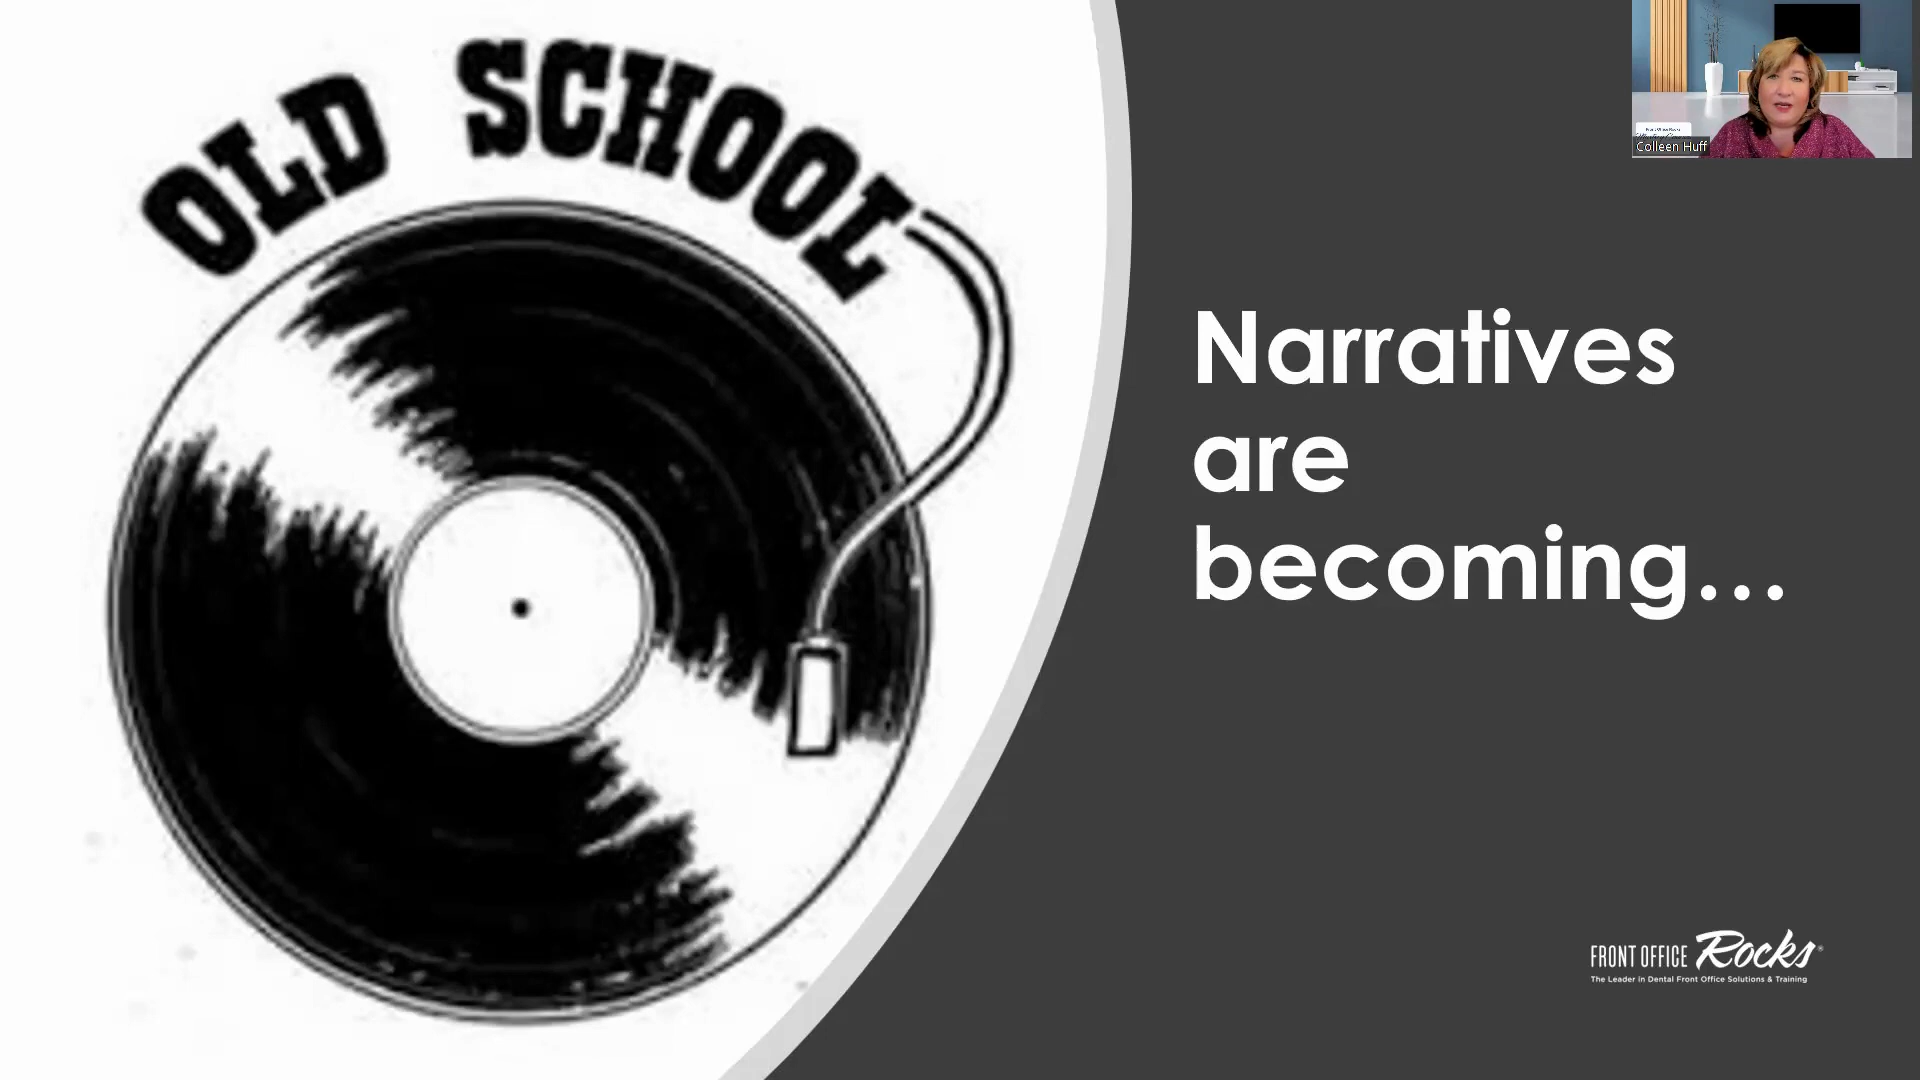 OLD SCHOOL
Narratives
are
becoming...
Colleen Huff
FRONT OFFICE Rocks®
The Leader in Dental Front Office Solutions & Training